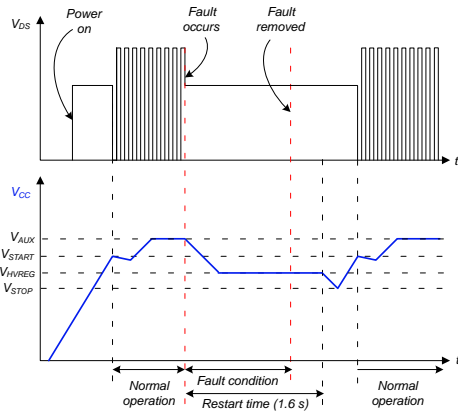 Power
on
Fault
occurs
Fault
removed
VDS
t
VCC
VAUX
VSTART
VHVREG
VSTOP
t
Normal
operation
Fault condition
Restart time (1.6 s)
Normal
operation